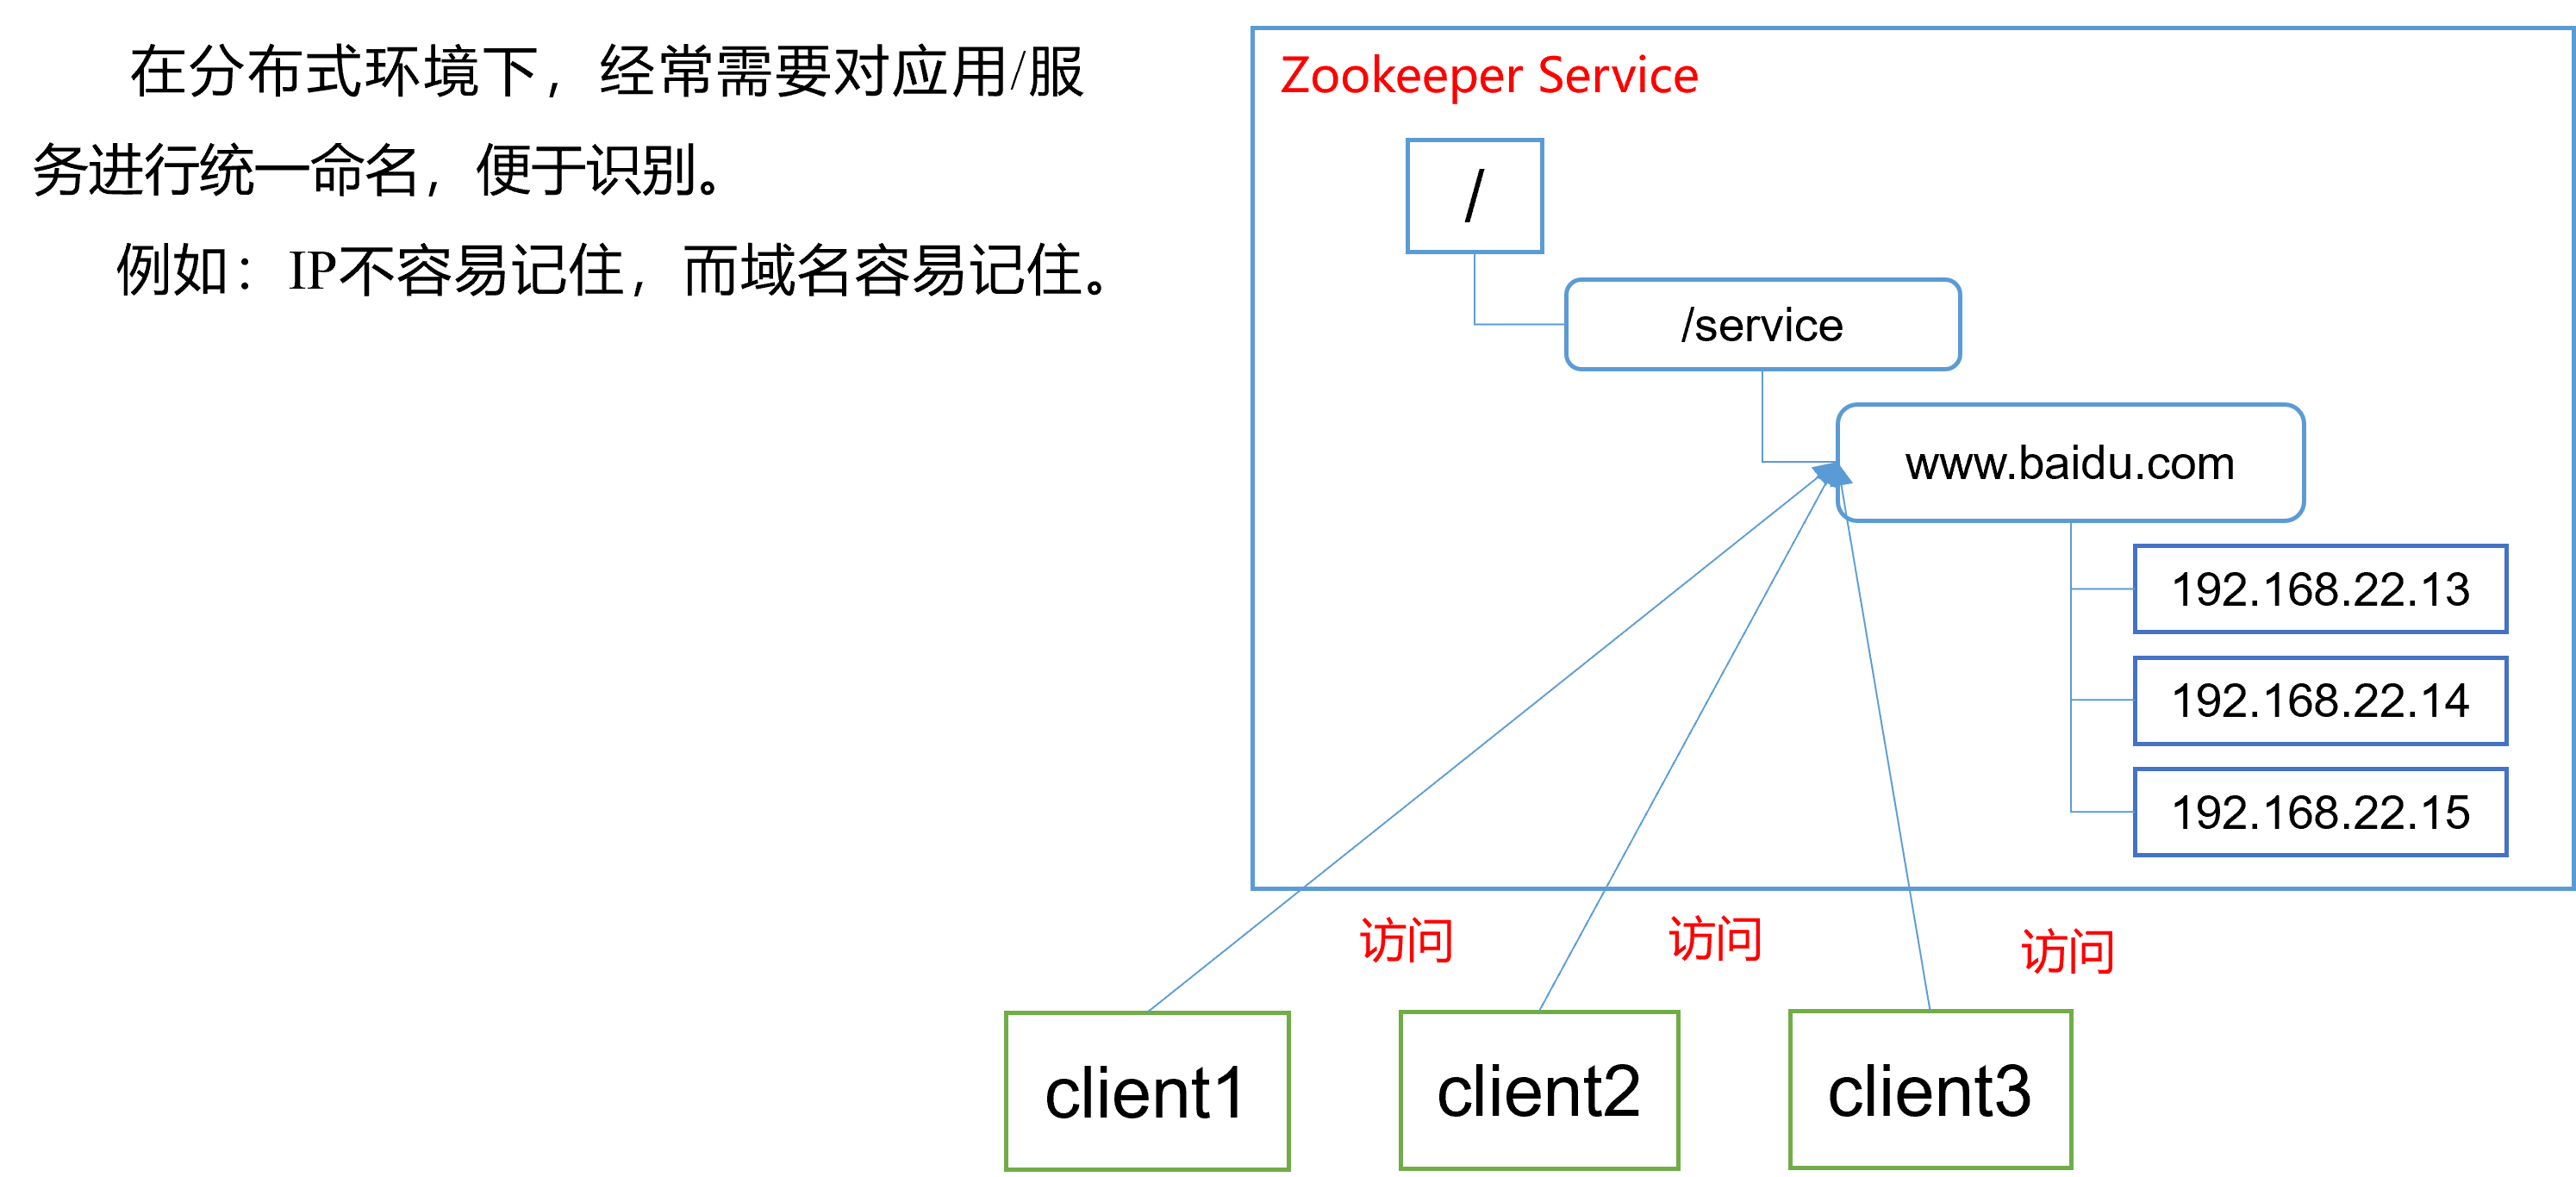 在分布式环境下，经常需要对应用/服
务进行统一命名，便于识别。
例如：IP不容易记住，而域名容易记住。
Zookeeper Service
/
/service
www.baidu.com
192.168.22.13
192.168.22.14
192.168.22.15
访问
访问
访问
client1
client2
client3